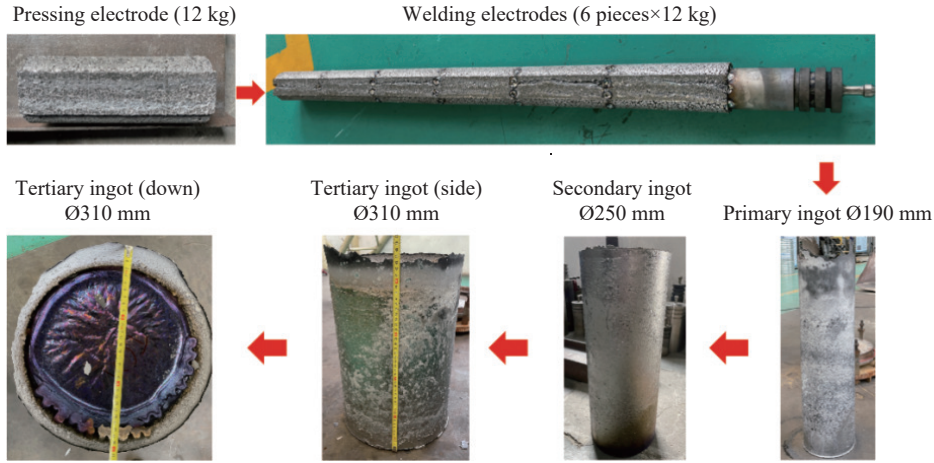 Pressing electrode (12 kg)
Welding electrodes (6 pieces×12 kg)
Tertiary ingot (down)
Ø310 mm
Tertiary ingot (side)
Ø310 mm
Secondary ingot
Ø250 mm
Primary ingot Ø190 mm